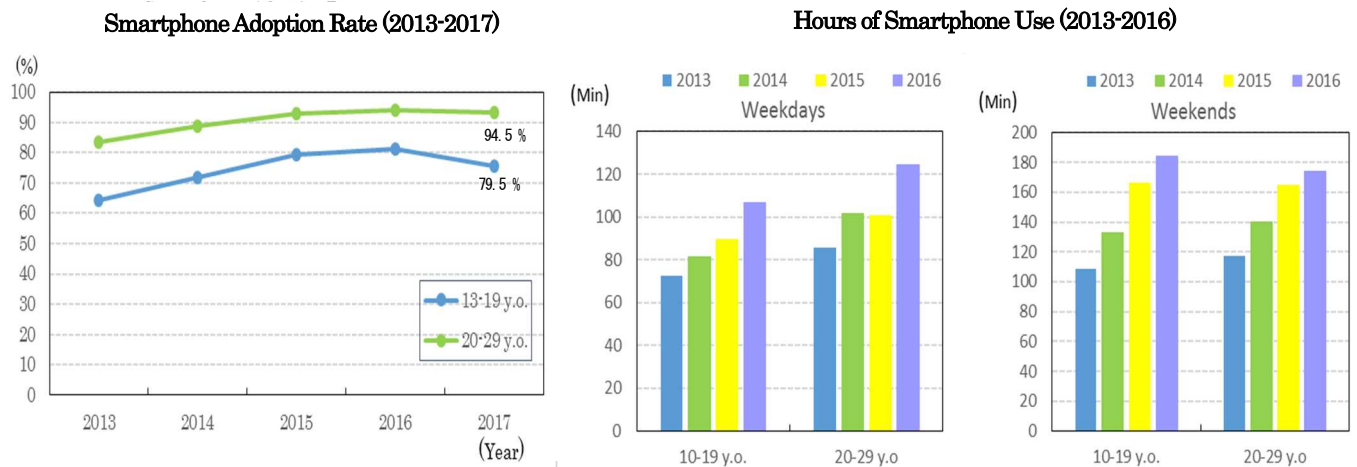 Smartphone Adoption Rate (2013-2017)
(%)
100
90
80
70
60
50
40
30
20
10
0
94.5 %
79.5 %
13-19 y.o.
20-29 y.o.
2013 2014 2015 2016 2017
(Year)
Hours of Smartphone Use (2013-2016)
2013 2014 2015 2016
(Min)
Weekdays
140
120
100
80
60
40
20
0
10-19 y.o. 20-29 y.o
2013 2014 2015 2016
(Min)
Weekends
200
180
160
140
120
100
80
60
40
20
0
10-19 y.o. 20-29 y.o.